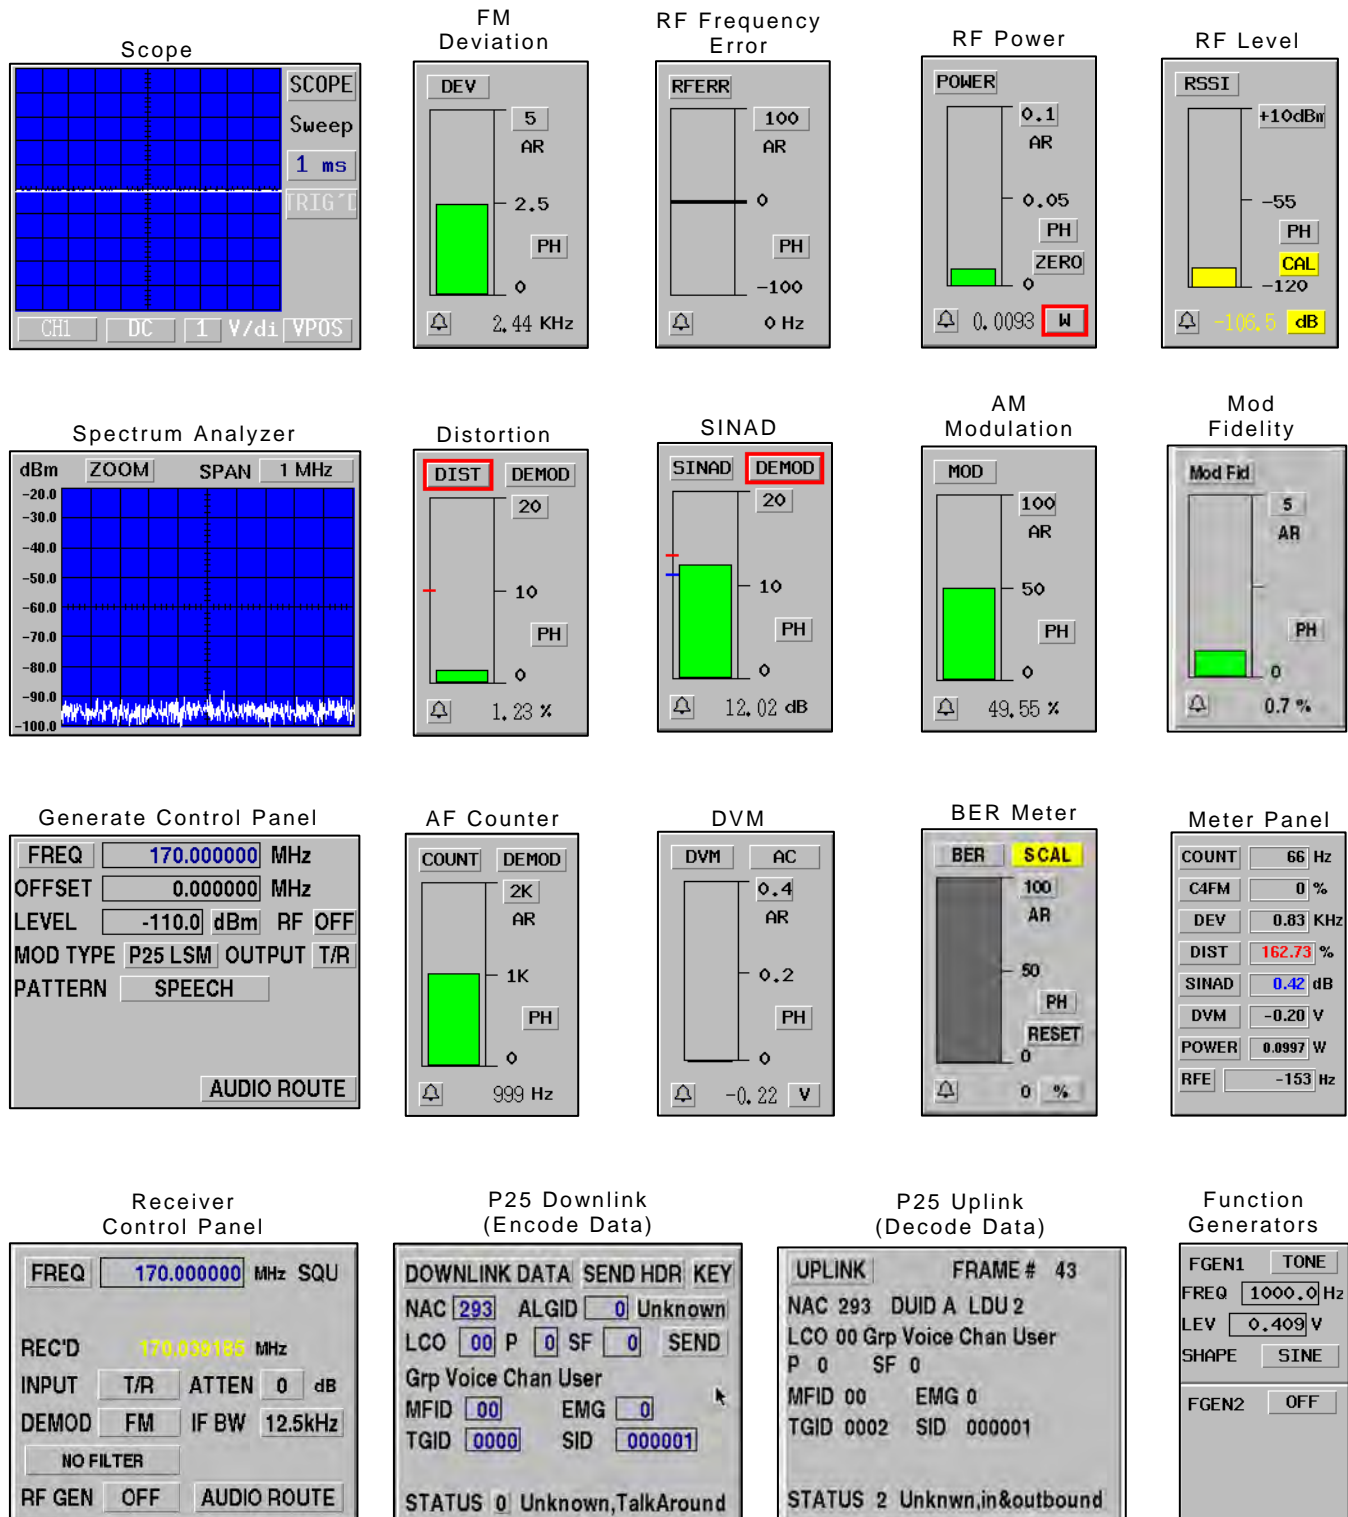 Scope
SCOPE
Sweep
1 ms
TRIG'D
CH1 DC 1 V/di VPOS
FM
Deviation
DEV
5
AR
2.5
PH
0
2.44 KHz
RF Frequency
Error
RFERR
100
AR
0
PH
-100
0 Hz
RF Power
POWER
0.1
AR
0.05
PH
ZERO
0
0.0093 W
RF Level
RSSI
+10dBm
-55
PH
CAL
-120
-106.5 dB
Spectrum Analyzer
dBm ZOOM SPAN 1 MHz
-20.0
-30.0
-40.0
-50.0
-60.0
-70.0
-80.0
-90.0
-100.0
Distortion
DIST DEMOD
20
10
PH
0
1.23 %
SINAD
SINAD DEMOD
20
10
PH
0
12.02 dB
AM
Modulation
MOD
100
AR
50
PH
0
49.55 %
Mod
Fidelity
Mod Fid
5
AR
PH
0
0.7 %
Generate Control Panel
FREQ 170.000000 MHz
OFFSET 0.000000 MHz
LEVEL -110.0 dBm RF OFF
MOD TYPE P25 LSM OUTPUT T/R
PATTERN SPEECH
AUDIO ROUTE
AF Counter
COUNT DEMOD
2K
AR
1K
PH
0
999 Hz
DVM
DVM AC
0.4
AR
0.2
PH
0
-0.22 V
BER Meter
BER SCAL
100
AR
50
PH
RESET
0
0 %
Meter Panel
COUNT 66 Hz
C4FM 0 %
DEV 0.83 KHz
DIST 162.73 %
SINAD 0.42 dB
DVM -0.20 V
POWER 0.0997 W
RFE -153 Hz
Receiver
Control Panel
FREQ 170.000000 MHz SQU
REC'D 170.039185 MHz
INPUT T/R ATTEN 0 dB
DEMOD FM IF BW 12.5kHz
NO FILTER
RF GEN OFF AUDIO ROUTE
P25 Downlink
(Encode Data)
DOWNLINK DATA SEND HDR KEY
NAC 293 ALGID 0 Unknown
LCO 00 P 0 SF 0 SEND
Grp Voice Chan User
MFID 00 EMG 0
TGID 0000 SID 000001
STATUS 0 Unknown,TalkAround
P25 Uplink
(Decode Data)
UPLINK FRAME # 43
NAC 293 DUID A LDU 2
LCO 00 Grp Voice Chan User
P 0 SF 0
MFID 00 EMG 0
TGID 0002 SID 000001
STATUS 2 Unknwn,in&outbound
Function
Generators
FGEN1 TONE
FREQ 1000.0 Hz
LEV 0.409 V
SHAPE SINE
FGEN2 OFF